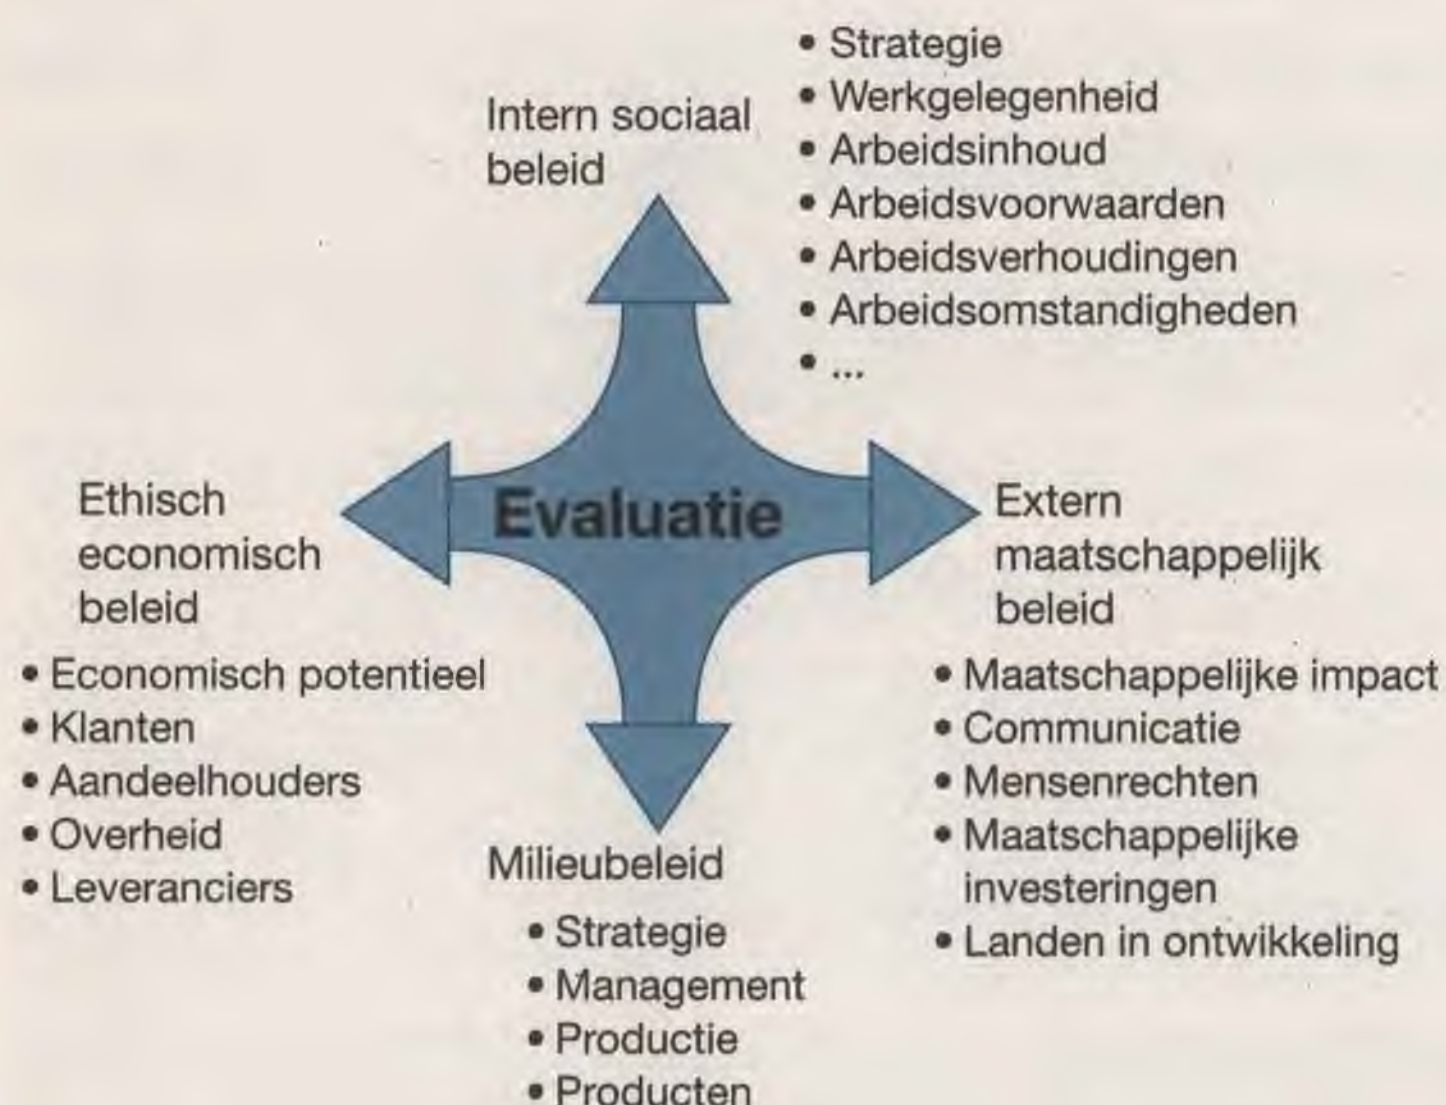 Intern sociaal
beleid
• Strategie
• Werkgelegenheid
• Arbeidsinhoud
• Arbeidsvoorwaarden
• Arbeidsverhoudingen
• Arbeidsomstandigheden
• ...
Ethisch
economisch
beleid
• Economisch potentieel
• Klanten
• Aandeelhouders
• Overheid
• Leveranciers
Evaluatie
Extern
maatschappelijk
beleid
• Maatschappelijke impact
• Communicatie
• Mensenrechten
• Maatschappelijke
investeringen
• Landen in ontwikkeling
Milieubeleid
• Strategie
• Management
• Productie
• Producten